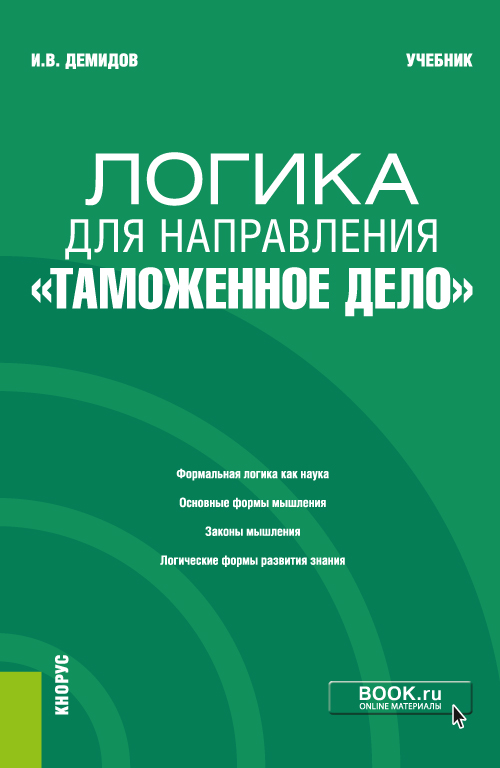 И.В. ДЕМИДОВ
УЧЕБНИК
ЛОГИКА
ДЛЯ НАПРАВЛЕНИЯ
«ТАМОЖЕННОЕ ДЕЛО»
Формальная логика как наука
Основные формы мышления
Законы мышления
Логические формы развития знания
КНОРУС
BOOK.ru
ONLINE МАТЕРИАЛЫ